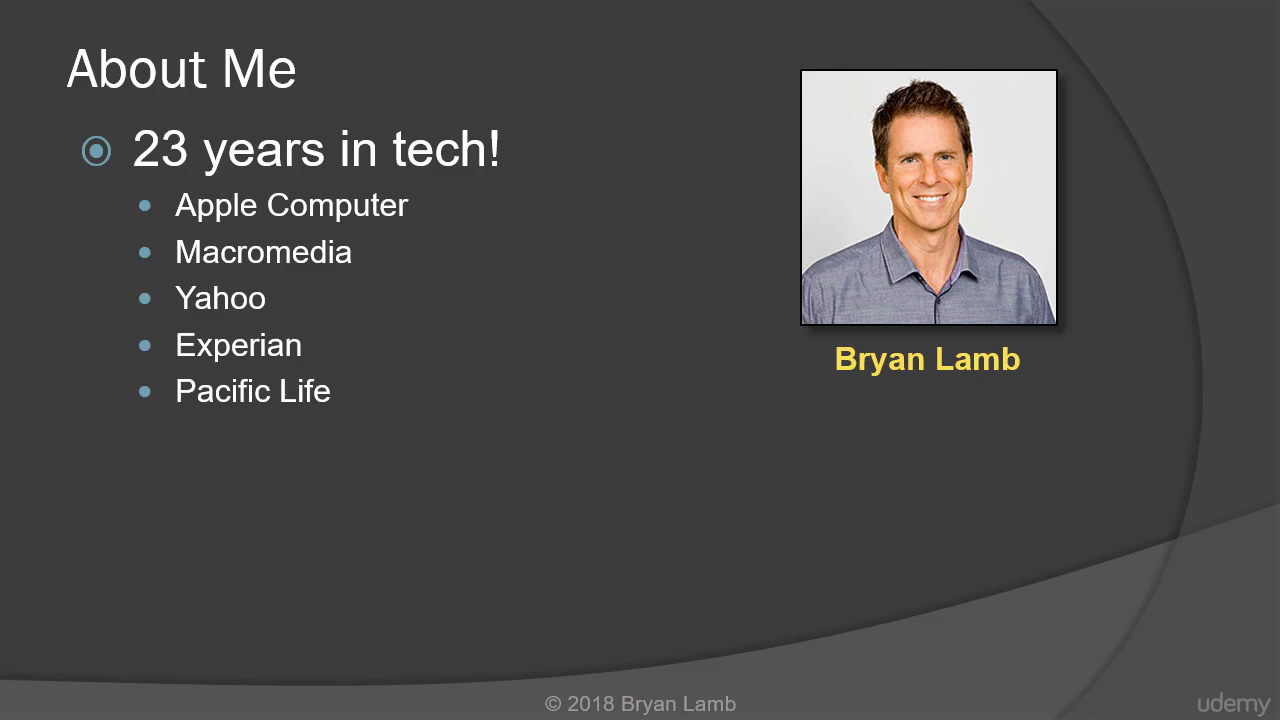 About Me
23 years in tech!
Apple Computer
Macromedia
Yahoo
Experian
Pacific Life
Bryan Lamb
© 2018 Bryan Lamb
udemy